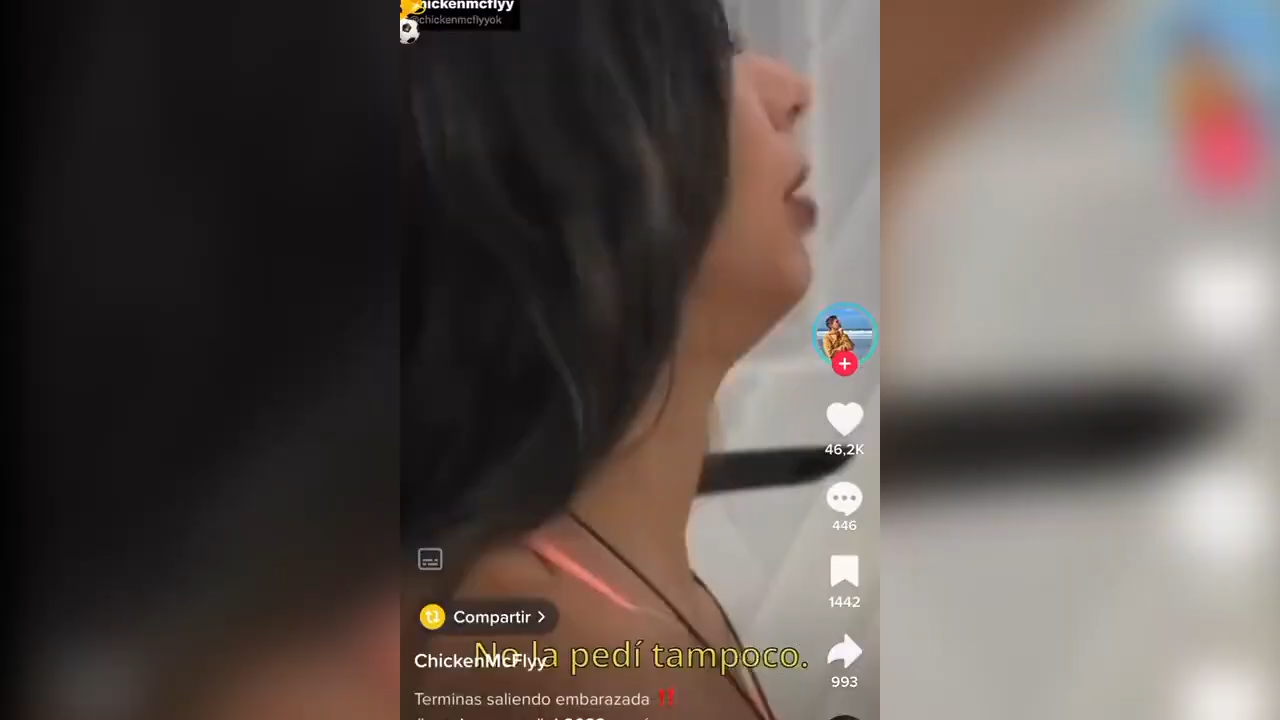 chickenmcflyy
@chickenmcflyyok
46,2K
446
1442
Compartir >
No la pedí tampoco.
ChickenMcFlyy
993
Terminas saliendo embarazada ‼️